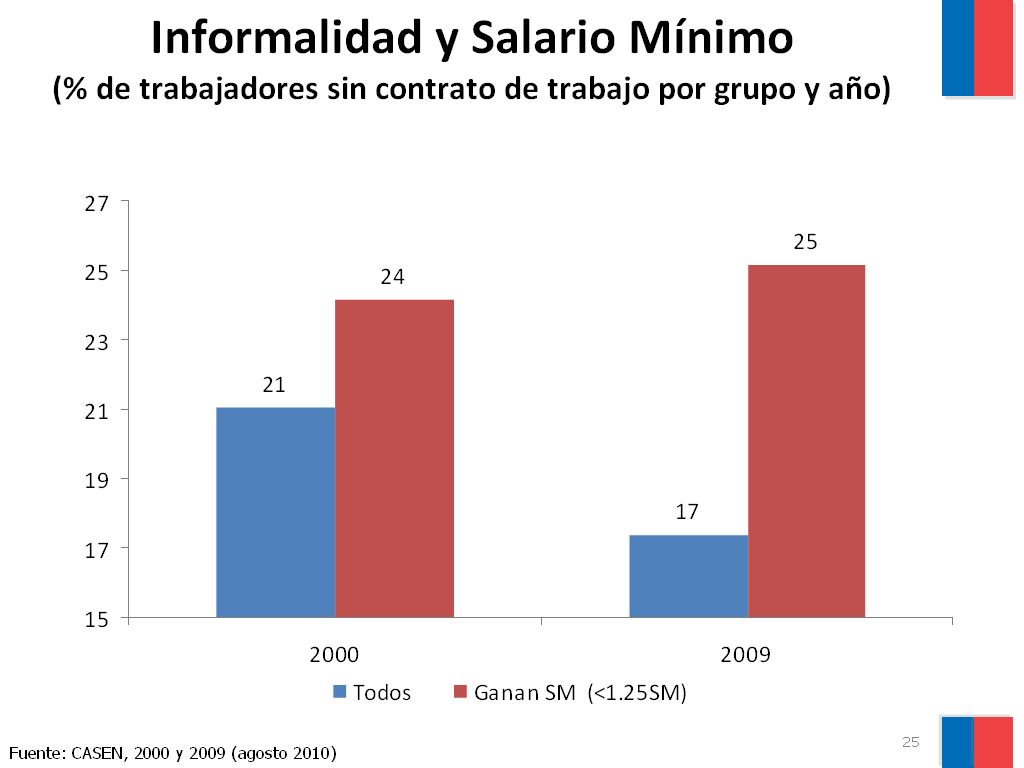 Informalidad y Salario Mínimo
(% de trabajadores sin contrato de trabajo por grupo y año)
27
25
23
21
19
17
15
21
24
17
25
2000
2009
Todos
Ganan SM (<1.25SM)
Fuente: CASEN, 2000 y 2009 (agosto 2010)
25